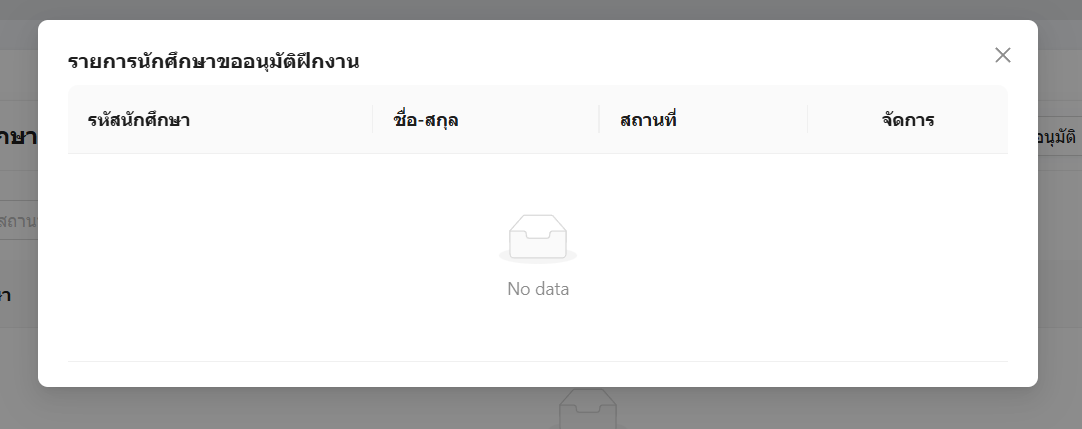 รายการนักศึกษาขออนุมัติฝึกงาน
รหัสนักศึกษา ชื่อ-สกุล สถานที่ จัดการ
No data